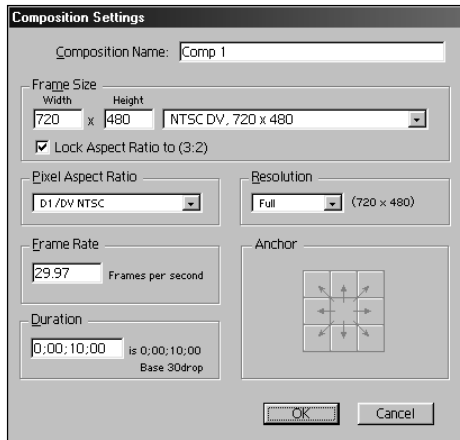 Composition Settings
Composition Name: Comp 1
Frame Size
Width Height
720 x 480 NTSC DV, 720 x 480
Lock Aspect Ratio to (3:2)
Pixel Aspect Ratio
D1/DV NTSC
Resolution
Full (720 x 480)
Frame Rate
29.97 Frames per second
Anchor
Duration
0;00;10;00 is 0;00;10;00
Base 30drop
OK Cancel